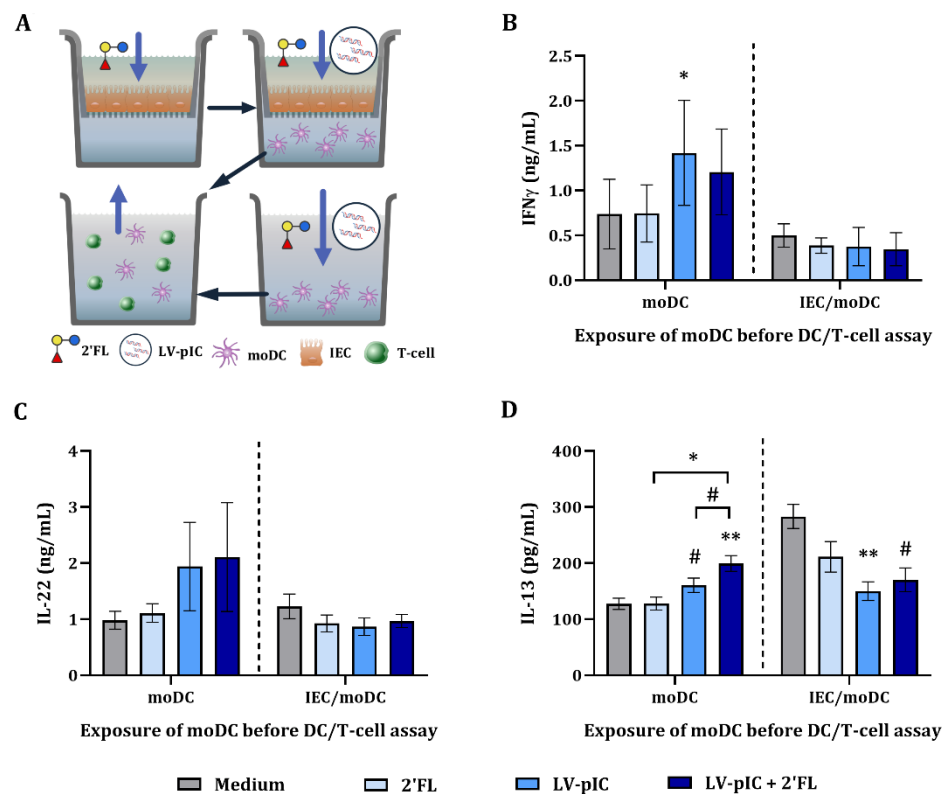 A
2'FL
LV-pIC
moDC
IEC
T-cell
B
IFNγ (ng/mL)
2.5
2.0
1.5
1.0
0.5
0.0
*
moDC
IEC/moDC
Exposure of moDC before DC/T-cell assay
C
IL-22 (ng/mL)
4
3
2
1
0
moDC
IEC/moDC
Exposure of moDC before DC/T-cell assay
D
IL-13 (pg/mL)
400
300
200
100
0
*
#
#
**
**
#
moDC
IEC/moDC
Exposure of moDC before DC/T-cell assay
Medium
2'FL
LV-pIC
LV-pIC + 2'FL